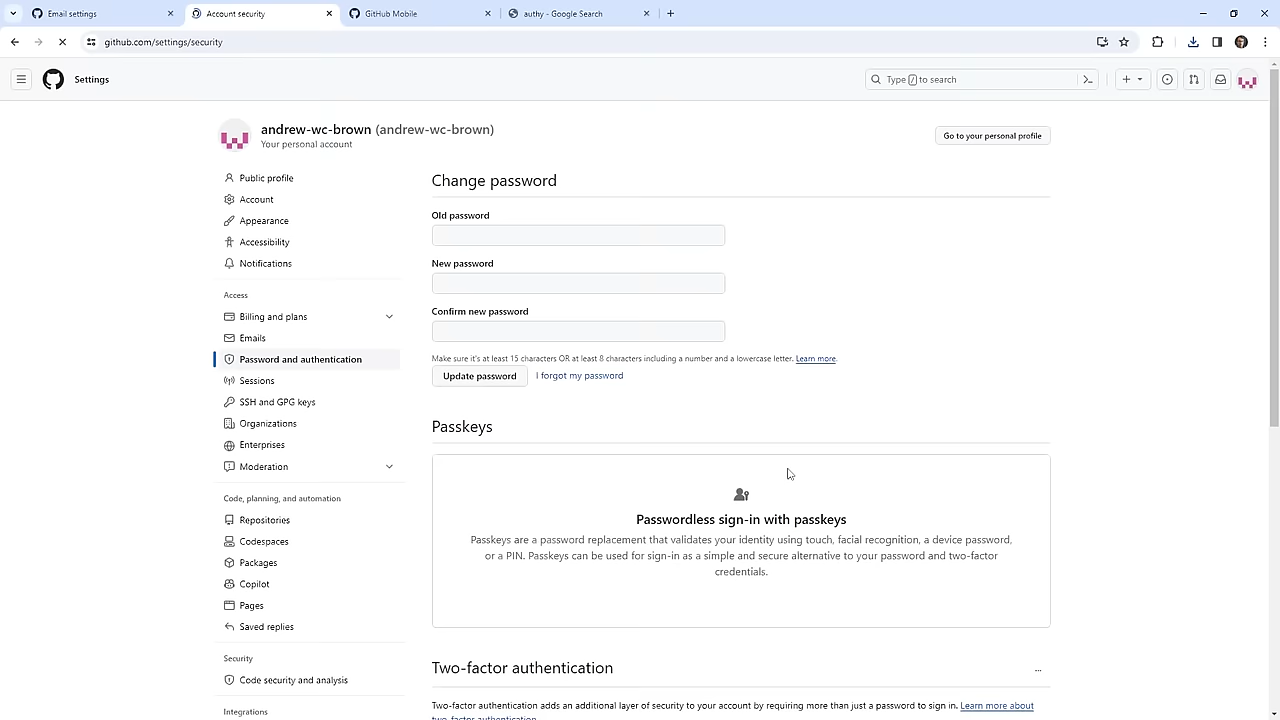 Email settings
Account security
GitHub Mobile
authy - Google Search
github.com/settings/security
Settings
Type / to search
andrew-wc-brown (andrew-wc-brown)
Your personal account
Go to your personal profile
Public profile
Account
Appearance
Accessibility
Notifications
Access
Billing and plans
Emails
Password and authentication
Sessions
SSH and GPG keys
Organizations
Enterprises
Moderation
Code, planning, and automation
Repositories
Codespaces
Packages
Copilot
Pages
Saved replies
Security
Code security and analysis
Integrations
Change password
Old password
New password
Confirm new password
Make sure it's at least 15 characters OR at least 8 characters including a number and a lowercase letter. Learn more.
Update password
I forgot my password
Passkeys
Passwordless sign-in with passkeys
Passkeys are a password replacement that validates your identity using touch, facial recognition, a device password,
or a PIN. Passkeys can be used for sign-in as a simple and secure alternative to your password and two-factor
credentials.
Two-factor authentication
...
Two-factor authentication adds an additional layer of security to your account by requiring more than just a password to sign in. Learn more about
two-factor authentication